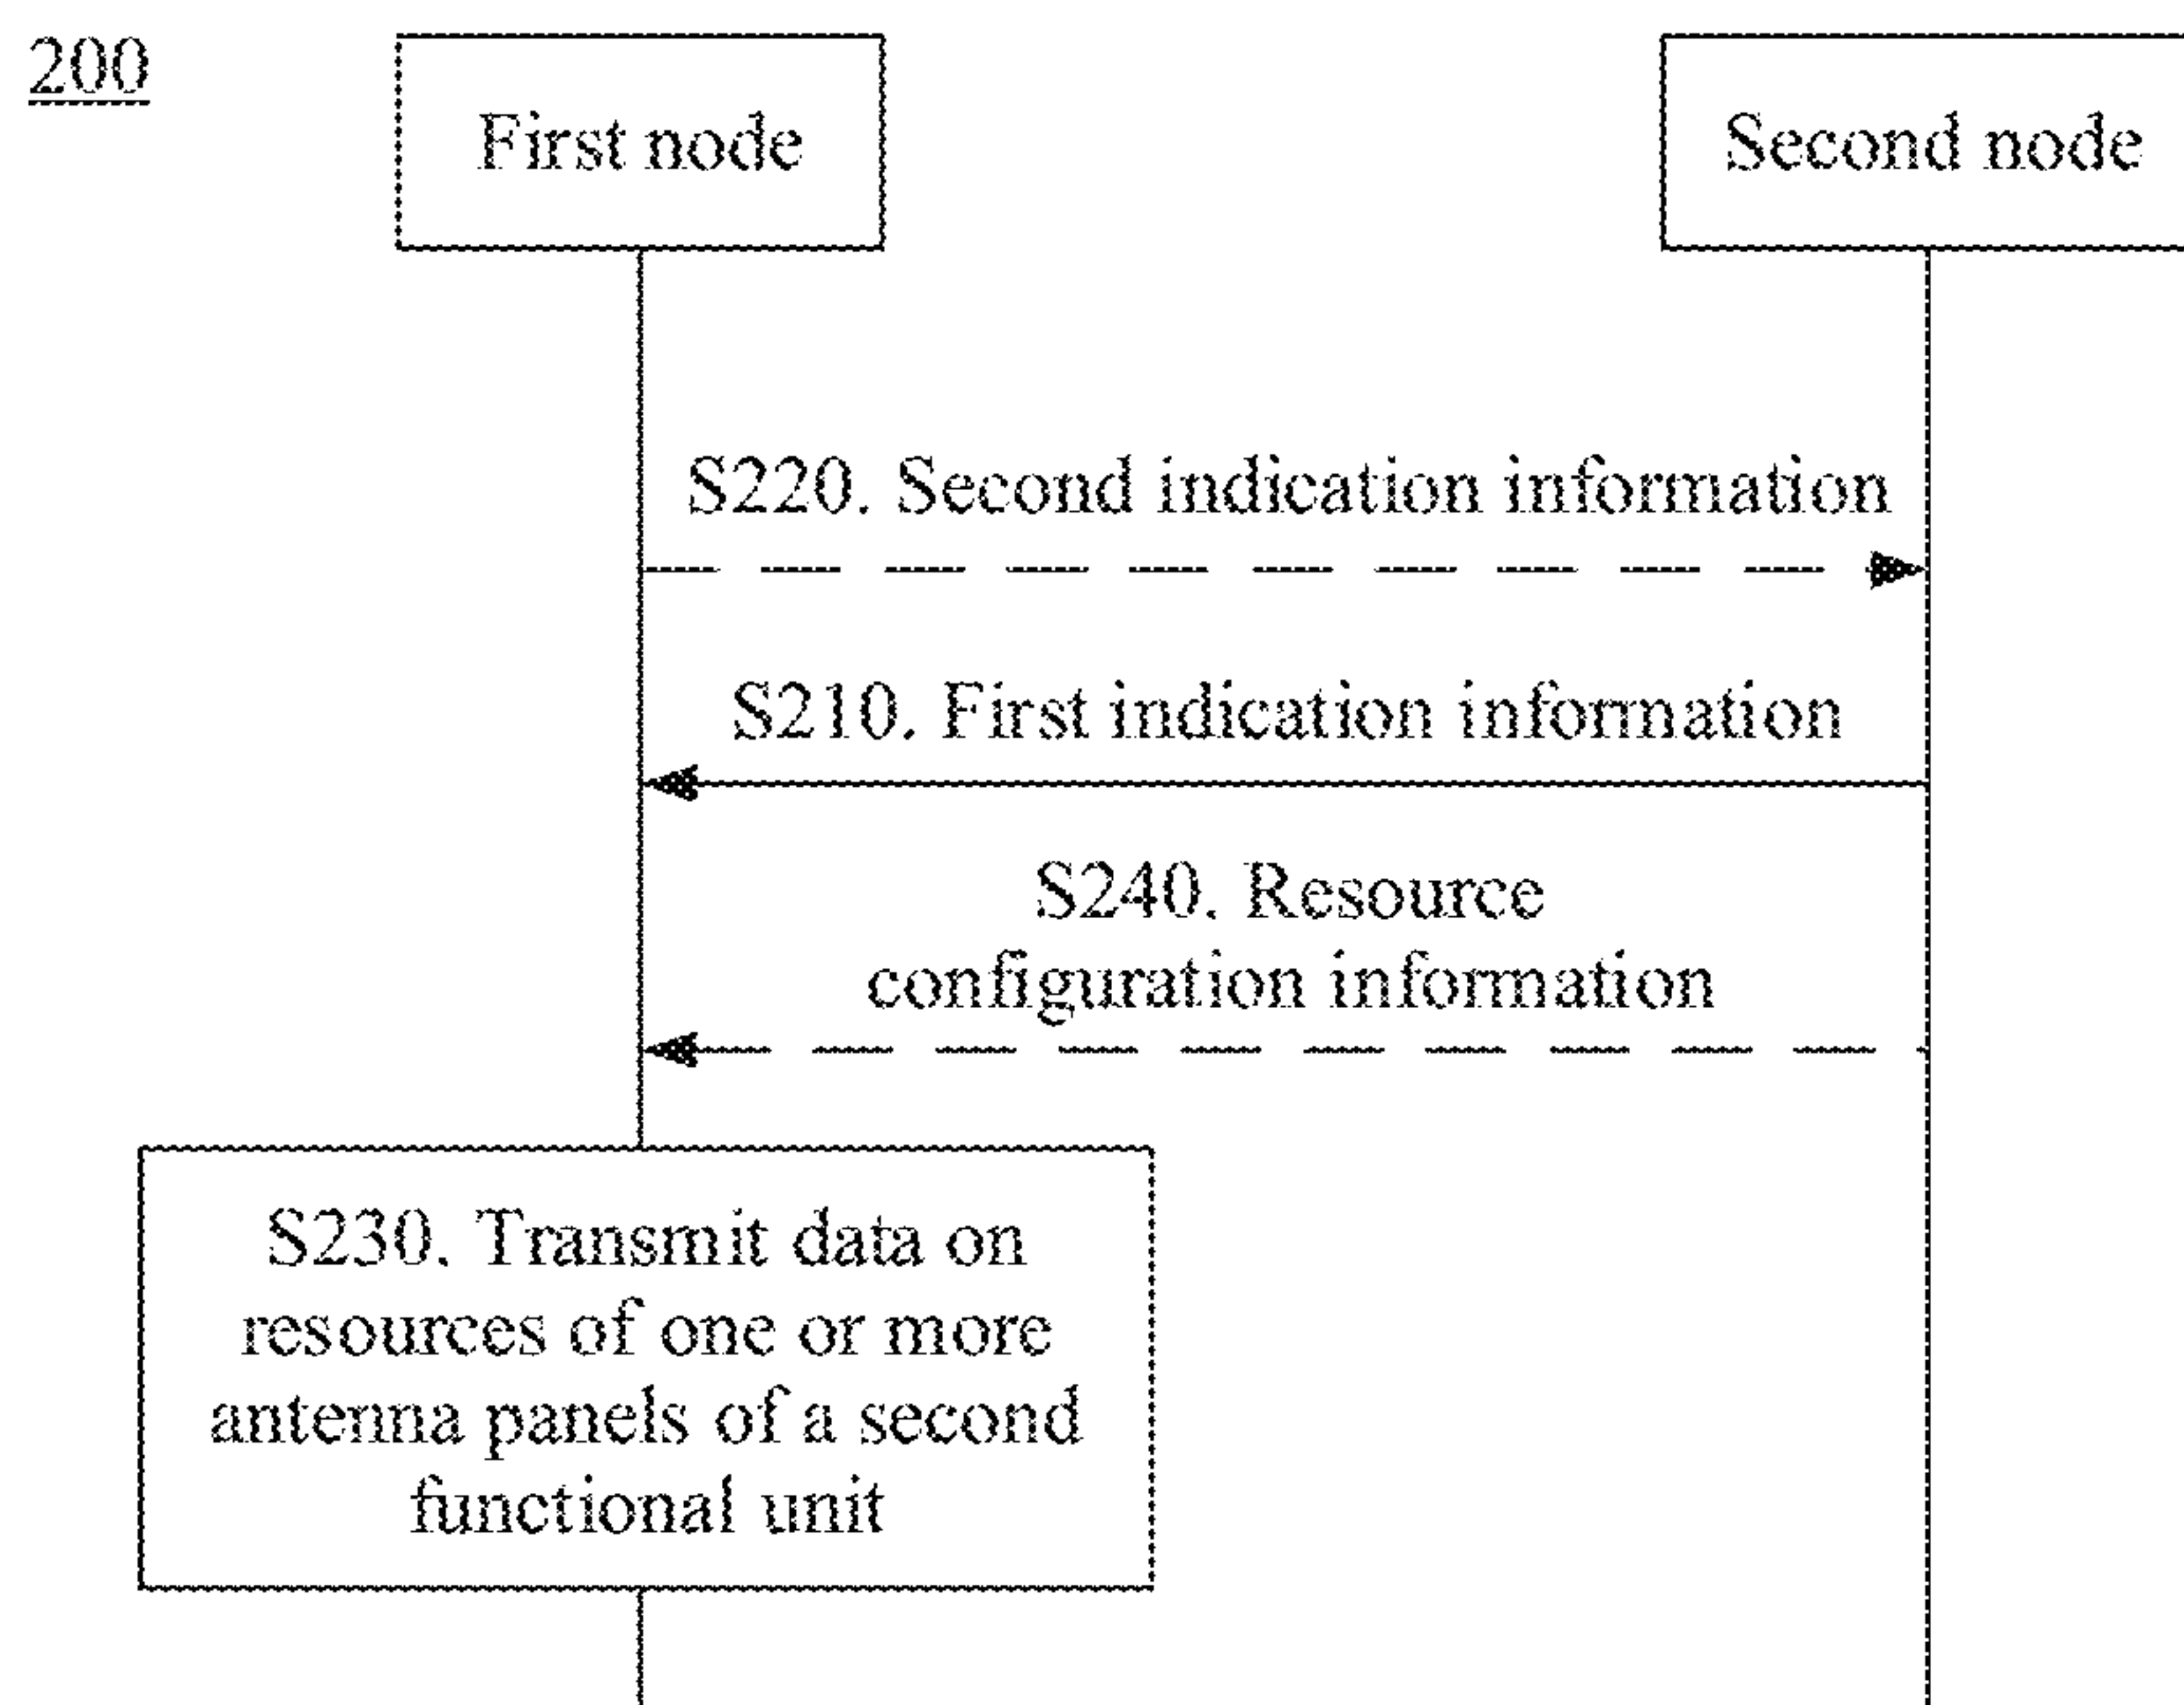 200
First node
Second node
S220. Second indication information
S210. First indication information
S240. Resource
configuration information
S230. Transmit data on
resources of one or more
antenna panels of a second
functional unit